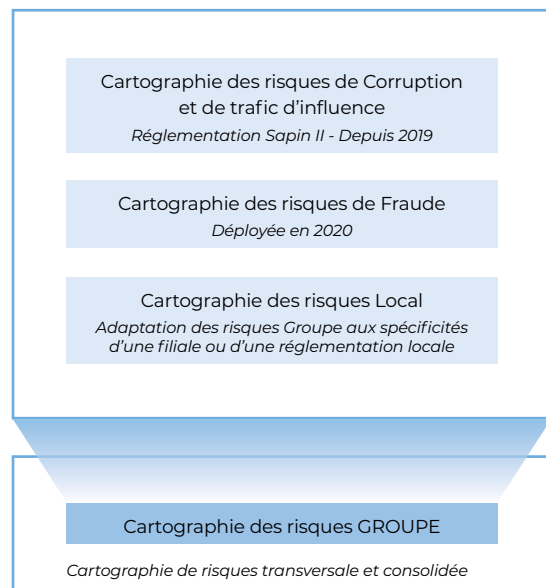 Cartographie des risques de Corruption
et de trafic d’influence
Réglementation Sapin II - Depuis 2019
Cartographie des risques de Fraude
Déployée en 2020
Cartographie des risques Local
Adaptation des risques Groupe aux spécificités
d’une filiale ou d’une réglementation locale
Cartographie des risques GROUPE
Cartographie de risques transversale et consolidée